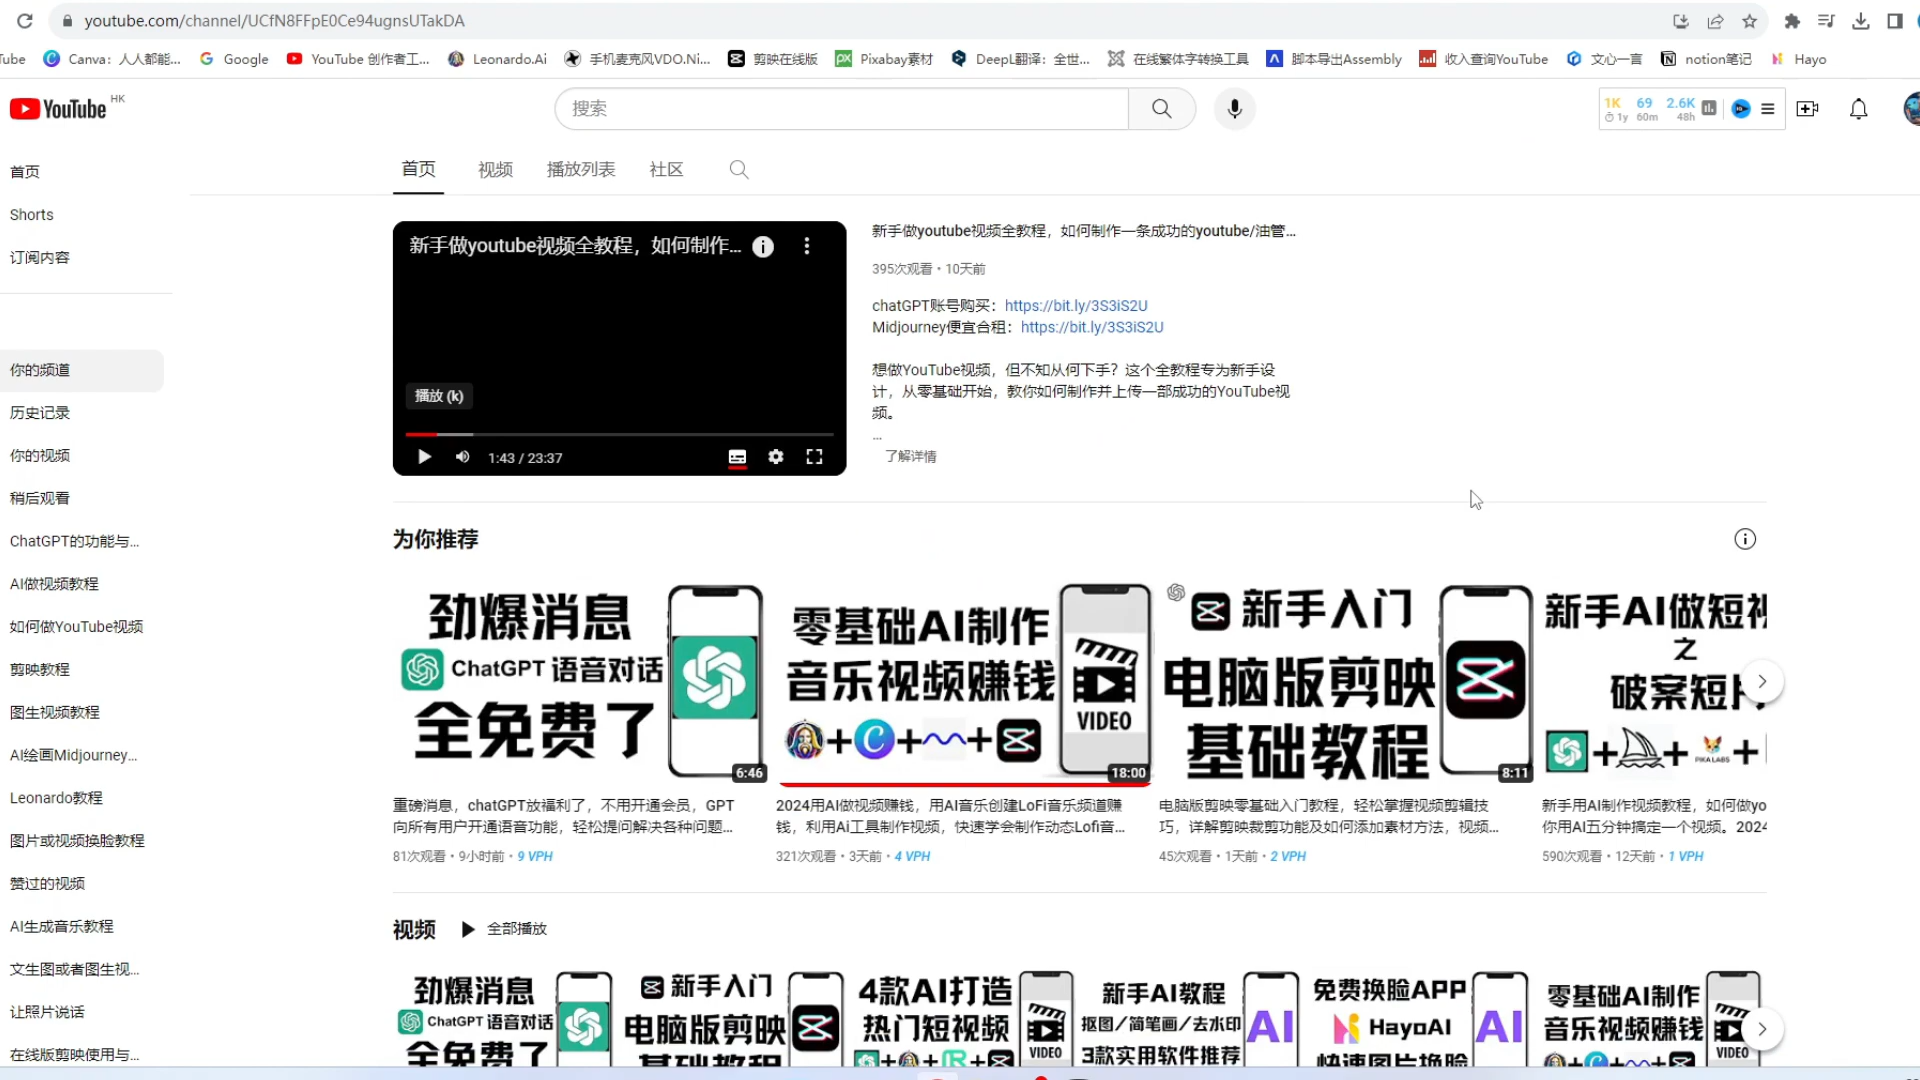 youtube.com/channel/UCfN8FFpE0Ce94ugnsUTakDA
Tube
Canva：人人都能...
Google
YouTube 创作者工...
Leonardo.Ai
手机麦克风VDO.Ni...
剪映在线版
Pixabay素材
DeepL翻译：全世...
在线繁体字转换工具
脚本导出Assembly
收入查询YouTube
文心一言
notion笔记
Hayo
YouTube HK
搜索
1K 69 2.6K
1y 60m 48h
首页
Shorts
订阅内容
你的频道
历史记录
你的视频
稍后观看
ChatGPT的功能与...
AI做视频教程
如何做YouTube视频
剪映教程
图生视频教程
AI绘画Midjourney...
Leonardo教程
图片或视频换脸教程
赞过的视频
AI生成音乐教程
文生图或者图生视...
让照片说话
在线版剪映使用与...
首页 视频 播放列表 社区
新手做youtube视频全教程，如何制作...
播放 (k)
1:43 / 23:37
新手做youtube视频全教程，如何制作一条成功的youtube/油管...
395次观看・10天前
chatGPT账号购买：https://bit.ly/3S3iS2U
Midjourney便宜合租：https://bit.ly/3S3iS2U
想做YouTube视频，但不知从何下手？这个全教程专为新手设
计，从零基础开始，教你如何制作并上传一部成功的YouTube视
频。
...
了解详情
为你推荐
劲爆消息
ChatGPT 语音对话
全免费了
6:46
重磅消息，chatGPT放福利了，不用开通会员，GPT
向所有用户开通语音功能，轻松提问解决各种问题...
81次观看・9小时前・9 VPH
零基础AI制作
音乐视频赚钱
+C+
+
VIDEO
18:00
2024用AI做视频赚钱，用AI音乐创建LoFi音乐频道赚
钱，利用Ai工具制作视频，快速学会制作动态Lofi音...
321次观看・3天前・4 VPH
新手入门
电脑版剪映
基础教程
8:11
电脑版剪映零基础入门教程，轻松掌握视频剪辑技
巧，详解剪映裁剪功能及如何添加素材方法，视频...
45次观看・1天前・2 VPH
新手AI做短视
之
破案短片
+ + PIKA LABS +
新手用AI制作视频教程，如何做yo
你用AI五分钟搞定一个视频。2024
590次观看・12天前・1 VPH
视频
全部播放
劲爆消息
ChatGPT 语音对话
全免费了
新手入门
电脑版剪映
基础教程
4款AI打造
热门短视频
VIDEO
新手AI教程
抠图/简笔画/去水印
3款实用软件推荐
AI
免费换脸APP
HayoAI
快速图片换脸
AI
零基础AI制作
音乐视频赚钱
VIDEO